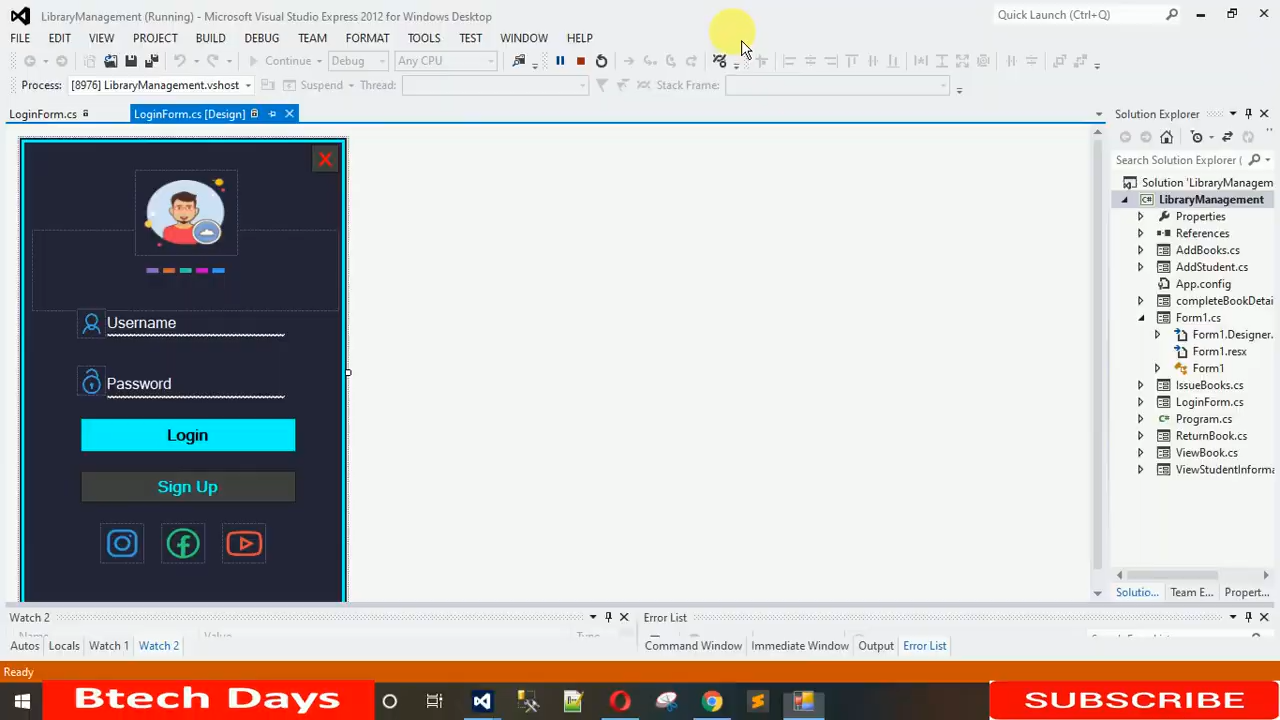 LibraryManagement (Running) - Microsoft Visual Studio Express 2012 for Windows Desktop
Quick Launch (Ctrl+Q)
FILE EDIT VIEW PROJECT BUILD DEBUG TEAM FORMAT TOOLS TEST WINDOW HELP
Continue Debug Any CPU
Process: [8976] LibraryManagement.vshost Suspend Thread: Stack Frame:
LoginForm.cs LoginForm.cs [Design]
Solution Explorer
Search Solution Explorer (
Solution 'LibraryManagem
LibraryManagement
Properties
References
AddBooks.cs
AddStudent.cs
App.config
completeBookDetai
Form1.cs
Form1.Designer.
Form1.resx
Form1
IssueBooks.cs
LoginForm.cs
Program.cs
ReturnBook.cs
ViewBook.cs
ViewStudentInforma
X
Username
Password
Login
Sign Up
Solutio... Team E... Propert...
Watch 2
Error List
Autos Locals Watch 1 Watch 2
Command Window Immediate Window Output Error List
Ready
Btech Days
SUBSCRIBE